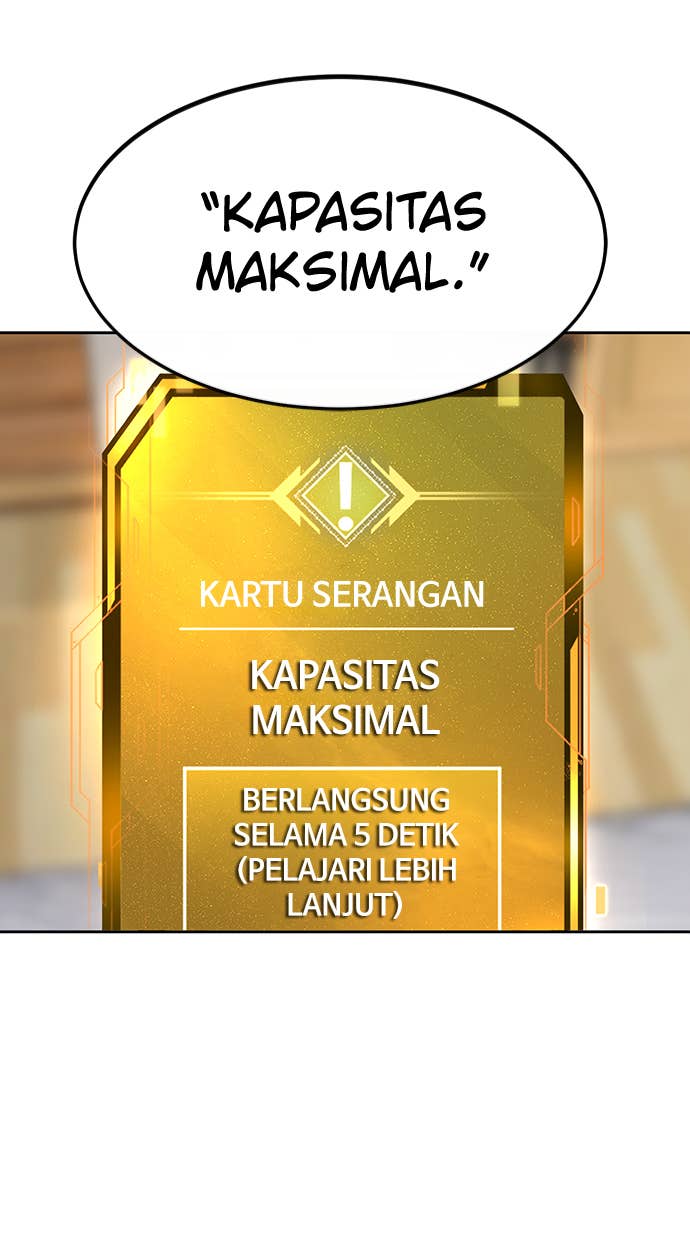 “KAPASITAS
MAKSIMAL.”
!
KARTU SERANGAN
KAPASITAS
MAKSIMAL
BERLANGSUNG
SELAMA 5 DETIK
(PELAJARI LEBIH
LANJUT)